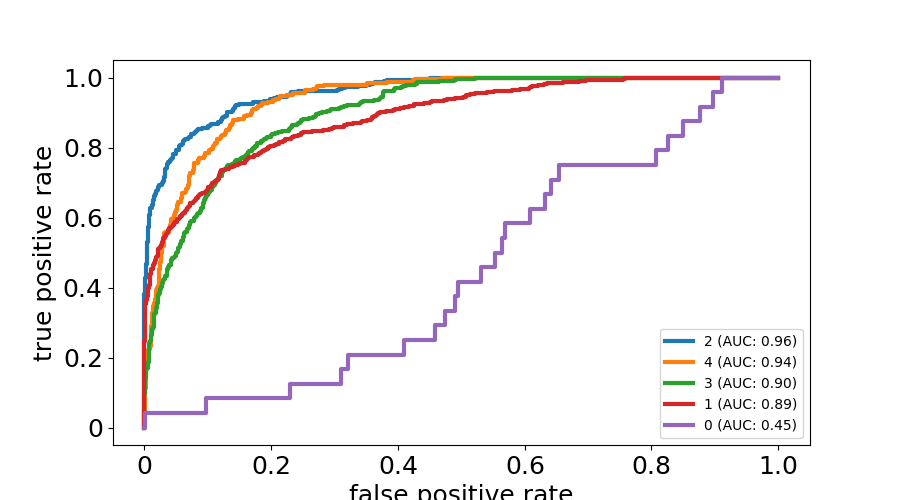 true positive rate
1.0
0.8
0.6
0.4
0.2
0
0 0.2 0.4 0.6 0.8 1.0
false positive rate
2 (AUC: 0.96)
4 (AUC: 0.94)
3 (AUC: 0.90)
1 (AUC: 0.89)
0 (AUC: 0.45)